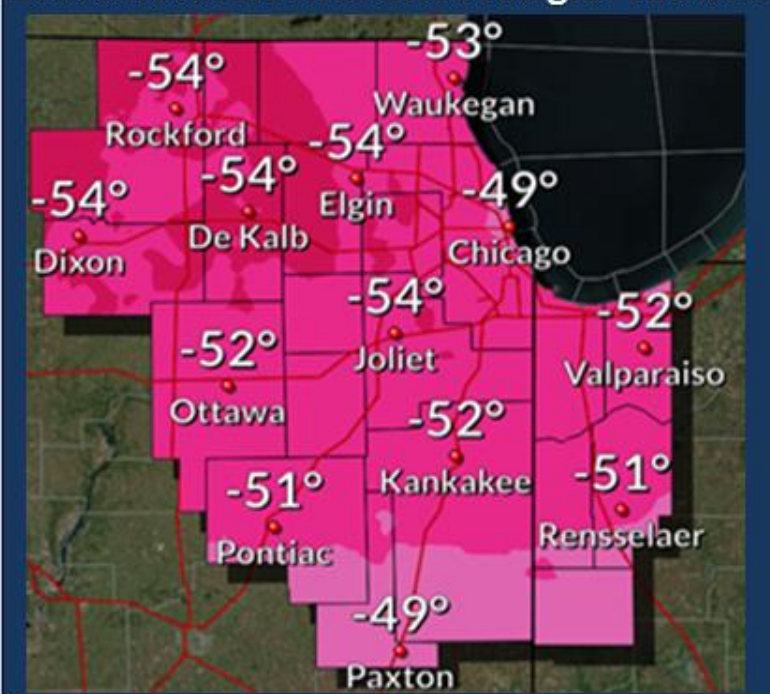 -53°
Waukegan
-54°
Rockford
-54°
Elgin
-54°
De Kalb
-54°
Dixon
-49°
Chicago
-54°
Joliet
-52°
Valparaiso
-52°
Ottawa
-52°
Kankakee
-51°
Pontiac
-51°
Rensselaer
-49°
Paxton